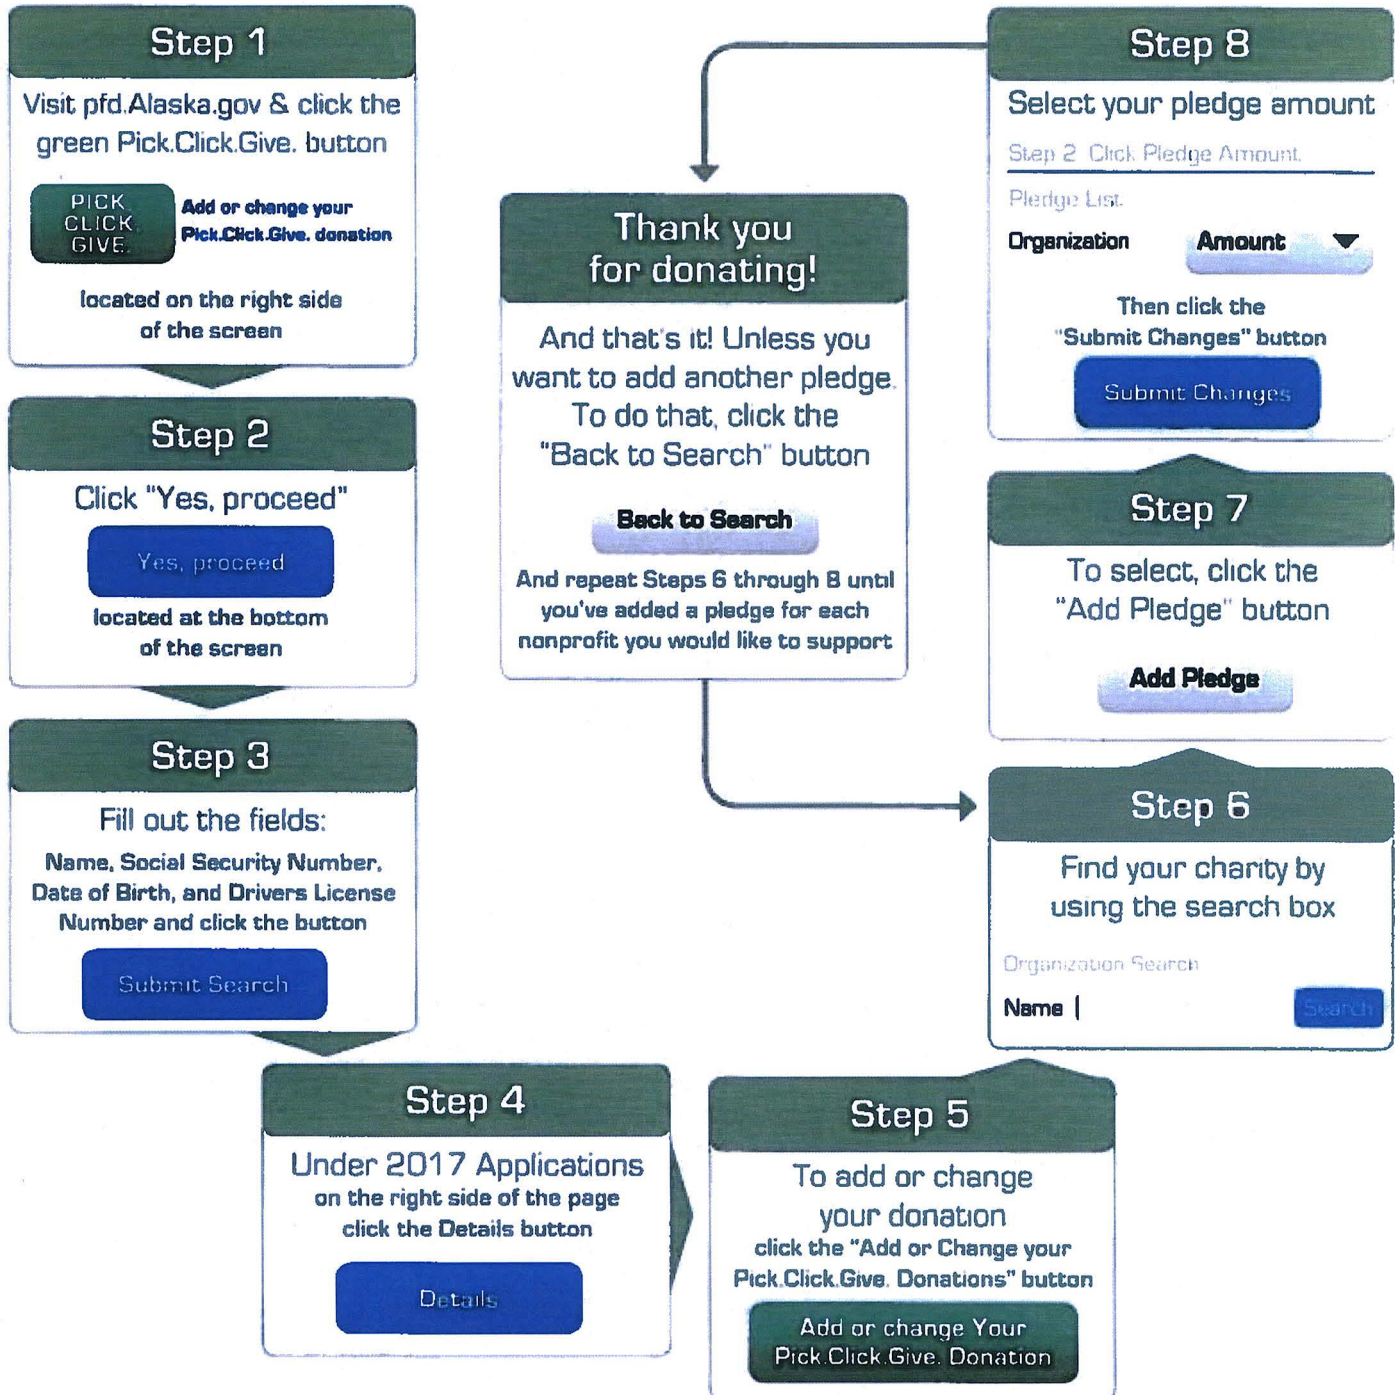 Step 1
Visit pfd.Alaska.gov & click the
green Pick.Click.Give. button
PICK.
CLICK.
GIVE.
Add or change your
Pick.Click.Give. donation
located on the right side
of the screen
Step 2
Click "Yes, proceed"
Yes, proceed
located at the bottom
of the screen
Step 3
Fill out the fields:
Name, Social Security Number,
Date of Birth, and Drivers License
Number and click the button
Submit Search
Step 4
Under 2017 Applications
on the right side of the page
click the Details button
Details
Step 5
To add or change
your donation
click the "Add or Change your
Pick.Click.Give. Donations" button
Add or change Your
Pick.Click.Give. Donation
Step 6
Find your charity by
using the search box
Organization Search
Name |
Search
Step 7
To select, click the
"Add Pledge" button
Add Pledge
Step 8
Select your pledge amount
Step 2 Click Pledge Amount.
Pledge List.
Organization Amount
Then click the
"Submit Changes" button
Submit Changes
Thank you
for donating!
And that's it! Unless you
want to add another pledge.
To do that, click the
"Back to Search" button
Back to Search
And repeat Steps 6 through 8 until
you've added a pledge for each
nonprofit you would like to support